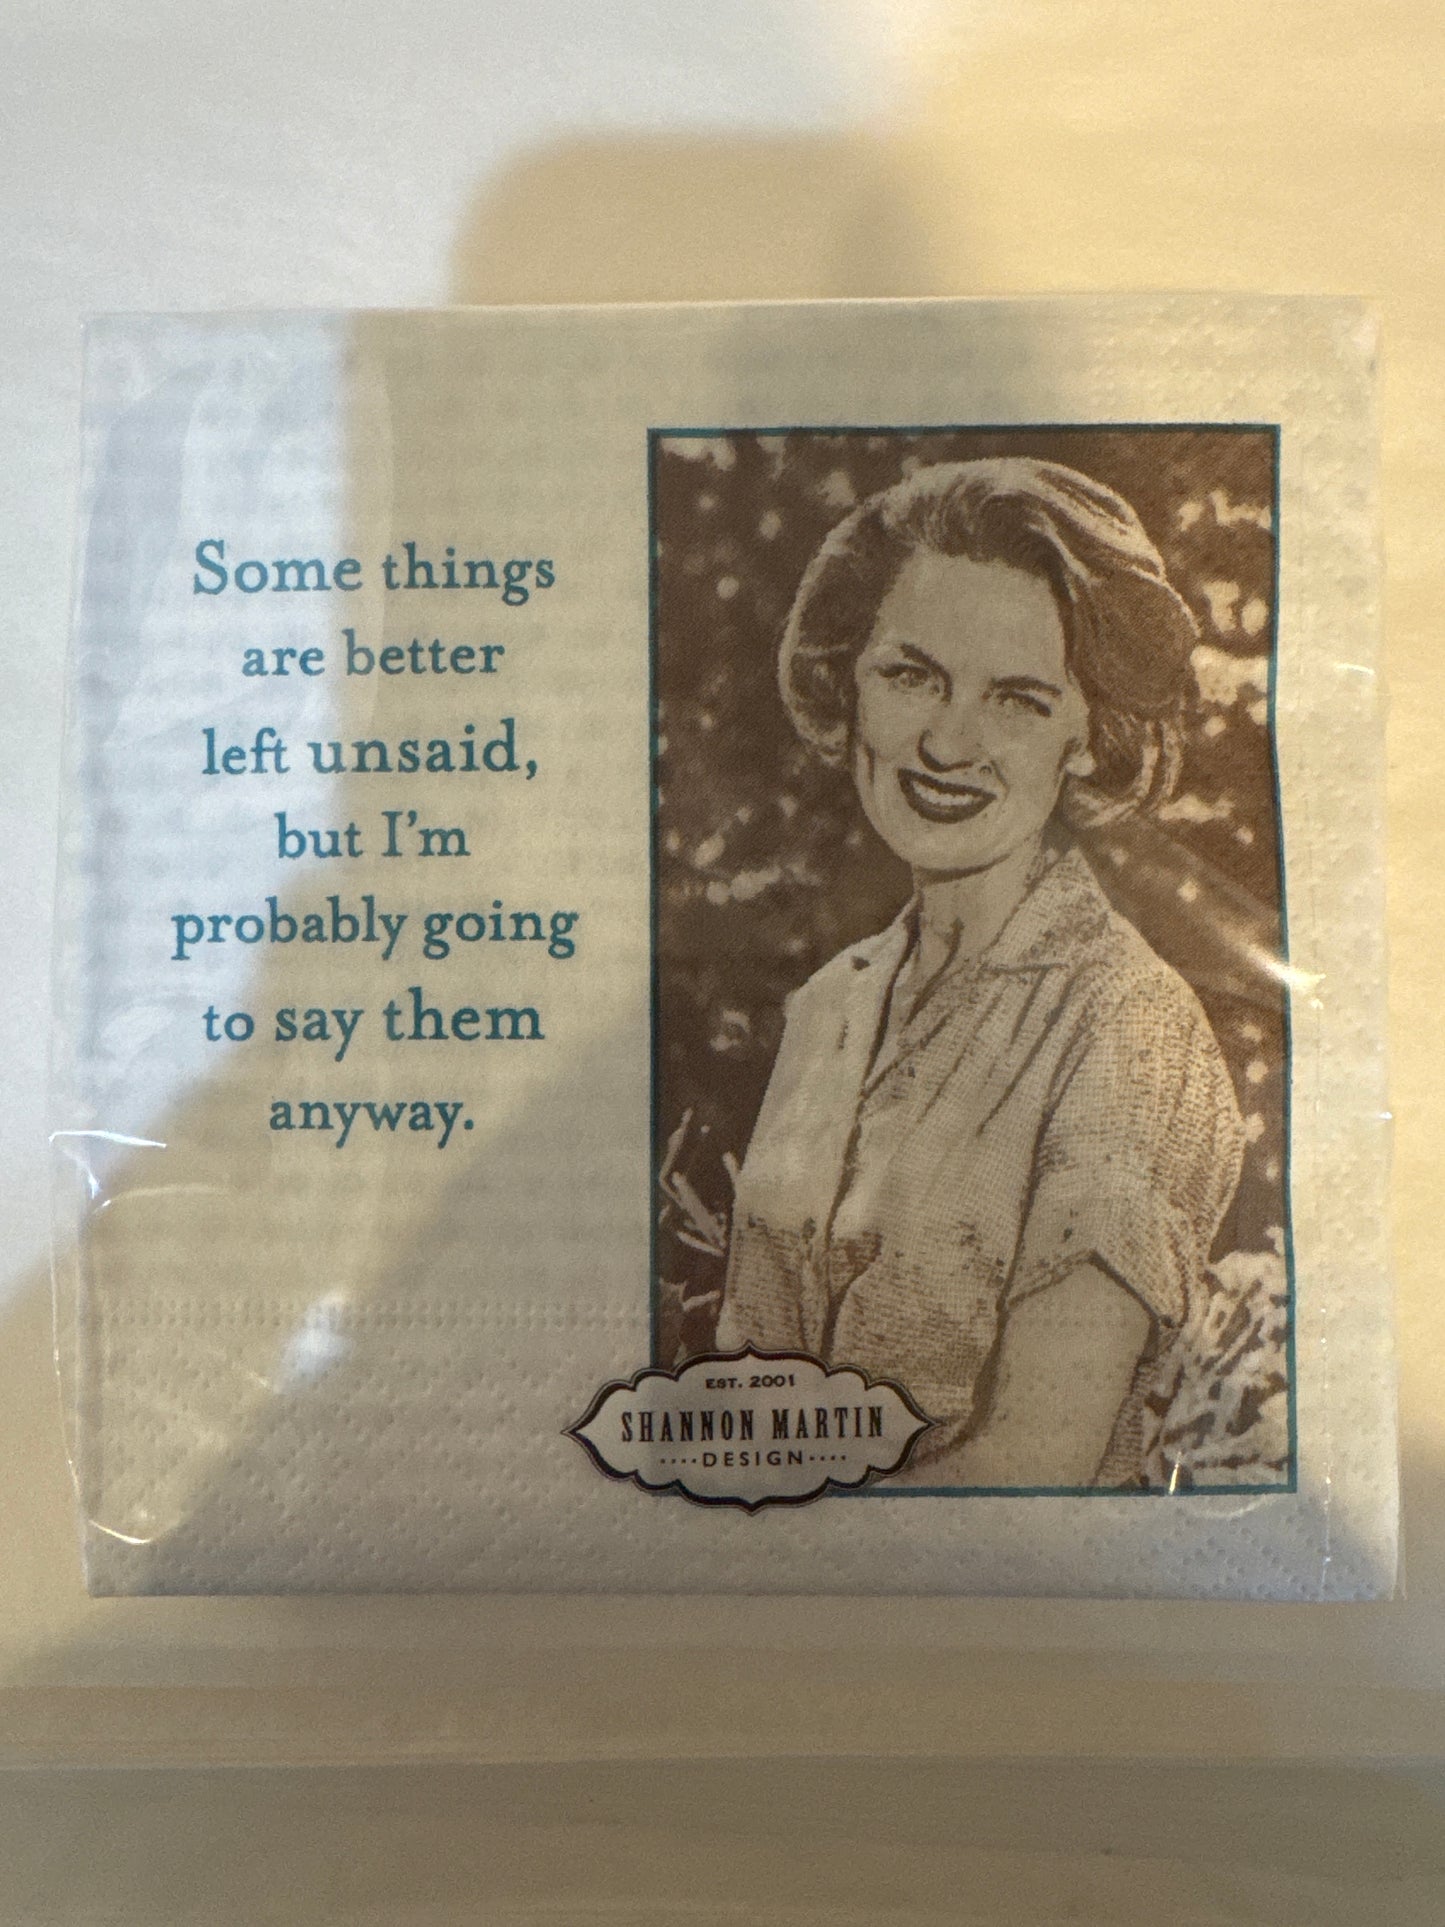 Some things
are better
left unsaid,
but I'm
probably going
to say them
anyway.
EST. 2001
SHANNON MARTIN
DESIGN